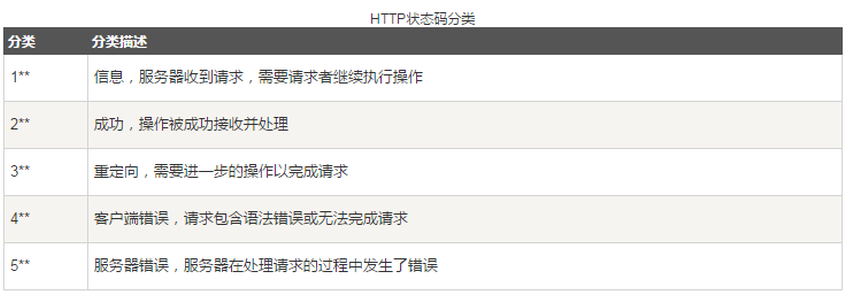 HTTP状态码分类
分类 分类描述
1** 信息，服务器收到请求，需要请求者继续执行操作
2** 成功，操作被成功接收并处理
3** 重定向，需要进一步的操作以完成请求
4** 客户端错误，请求包含语法错误或无法完成请求
5** 服务器错误，服务器在处理请求的过程中发生了错误